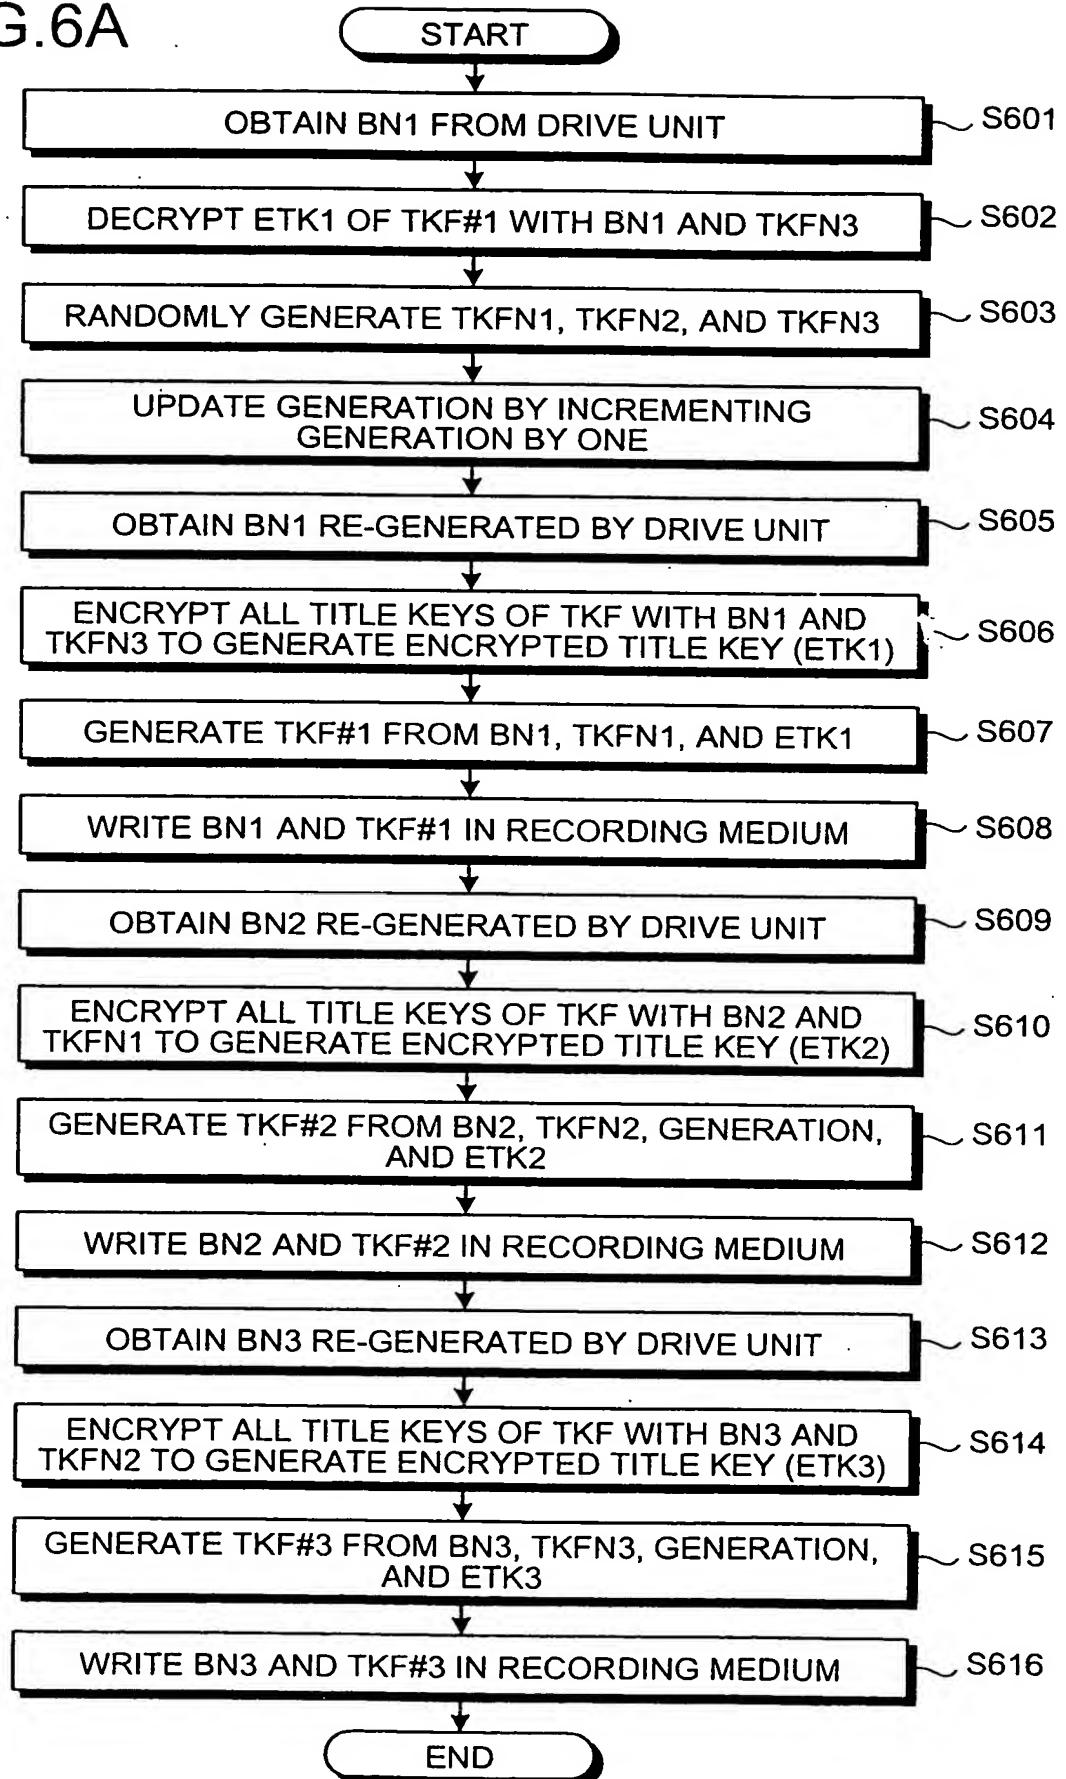 G.6A
START
OBTAIN BN1 FROM DRIVE UNIT
S601
DECRYPT ETK1 OF TKF#1 WITH BN1 AND TKFN3
S602
RANDOMLY GENERATE TKFN1, TKFN2, AND TKFN3
S603
UPDATE GENERATION BY INCREMENTING
GENERATION BY ONE
S604
OBTAIN BN1 RE-GENERATED BY DRIVE UNIT
S605
ENCRYPT ALL TITLE KEYS OF TKF WITH BN1 AND
TKFN3 TO GENERATE ENCRYPTED TITLE KEY (ETK1)
S606
GENERATE TKF#1 FROM BN1, TKFN1, AND ETK1
S607
WRITE BN1 AND TKF#1 IN RECORDING MEDIUM
S608
OBTAIN BN2 RE-GENERATED BY DRIVE UNIT
S609
ENCRYPT ALL TITLE KEYS OF TKF WITH BN2 AND
TKFN1 TO GENERATE ENCRYPTED TITLE KEY (ETK2)
S610
GENERATE TKF#2 FROM BN2, TKFN2, GENERATION,
AND ETK2
S611
WRITE BN2 AND TKF#2 IN RECORDING MEDIUM
S612
OBTAIN BN3 RE-GENERATED BY DRIVE UNIT
S613
ENCRYPT ALL TITLE KEYS OF TKF WITH BN3 AND
TKFN2 TO GENERATE ENCRYPTED TITLE KEY (ETK3)
S614
GENERATE TKF#3 FROM BN3, TKFN3, GENERATION,
AND ETK3
S615
WRITE BN3 AND TKF#3 IN RECORDING MEDIUM
S616
END